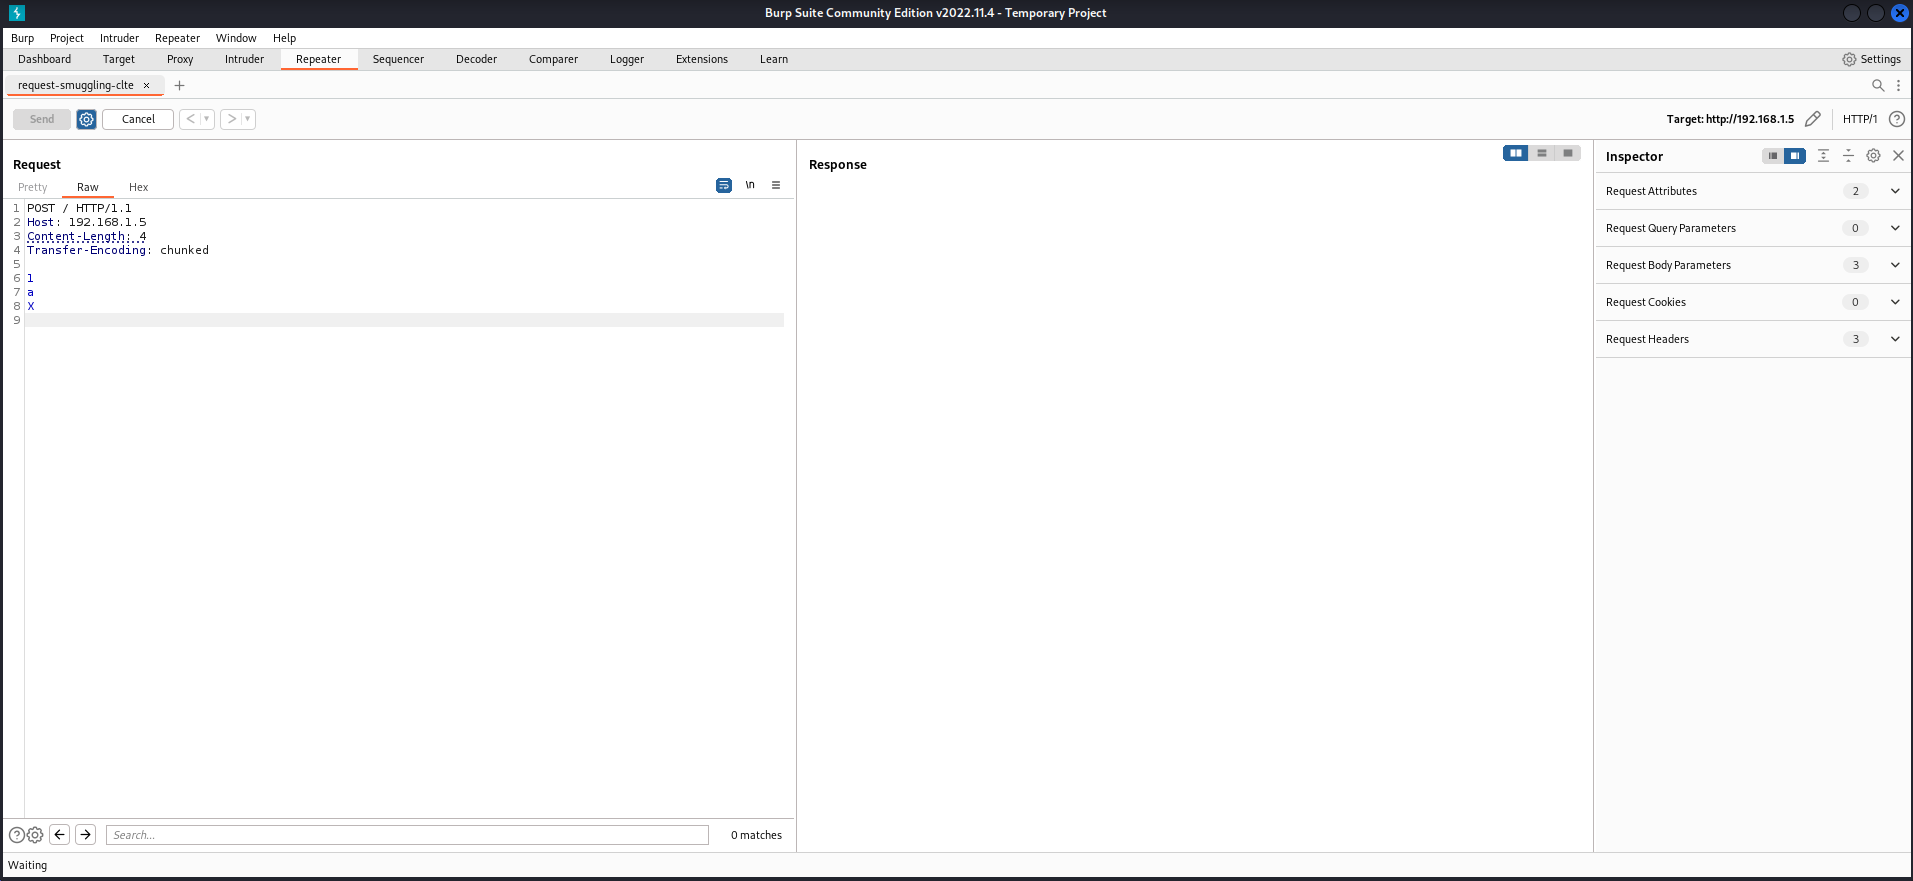 Burp Suite Community Edition v2022.11.4 - Temporary Project
Burp Project Intruder Repeater Window Help
Dashboard Target Proxy Intruder Repeater Sequencer Decoder Comparer Logger Extensions Learn Settings
request-smuggling-clte × +
Send Cancel < > Target: http://192.168.1.5 HTTP/1 ?
Request
Pretty Raw Hex \n
1 POST / HTTP/1.1
2 Host: 192.168.1.5
3 Content-Length: 4
4 Transfer-Encoding: chunked
5
6 1
7 a
8 X
9
? Search... 0 matches
Response
Inspector
Request Attributes 2
Request Query Parameters 0
Request Body Parameters 3
Request Cookies 0
Request Headers 3
Waiting